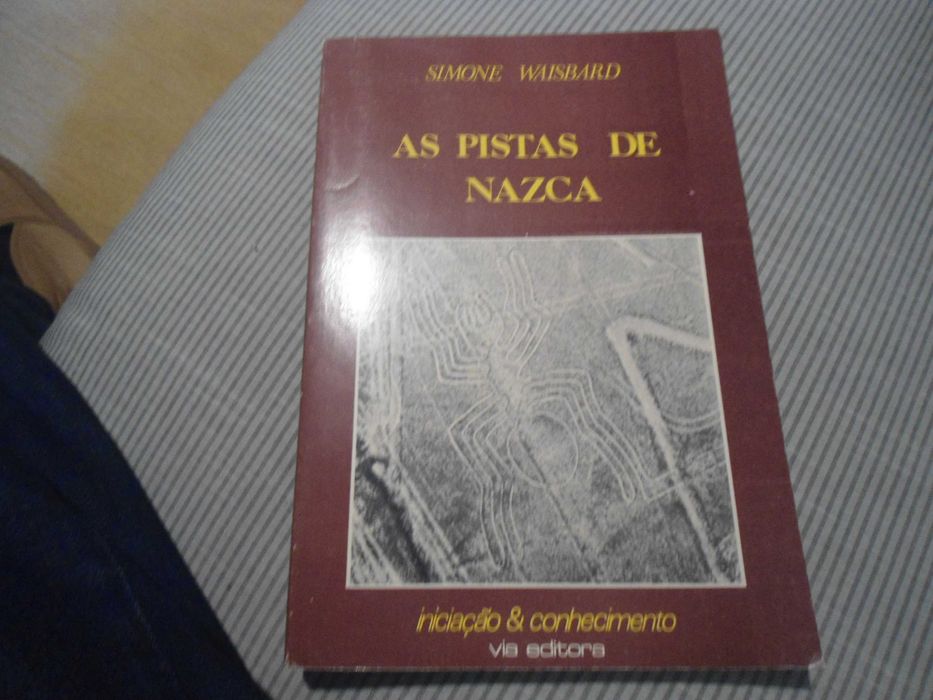 SIMONE WAISBARD
AS PISTAS DE
NAZCA
iniciação & conhecimento
via editora